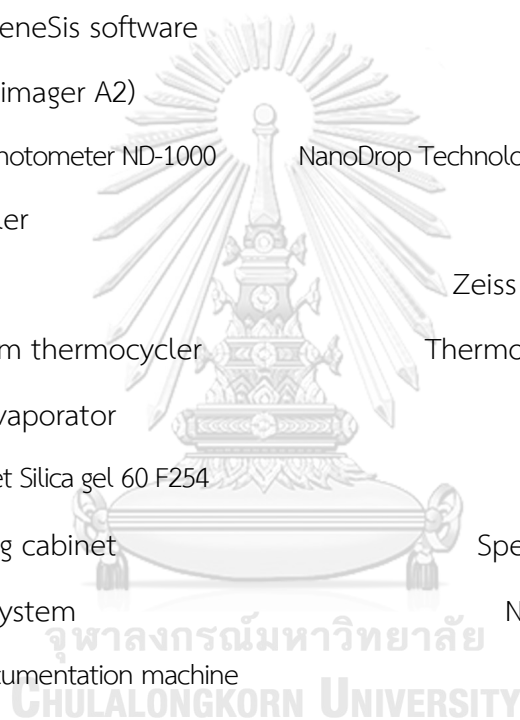 eneSis software
imager A2)
notometer ND-1000 NanoDrop Technolo
ler
Zeiss
m thermocycler Thermo
vaporator
et Silica gel 60 F254
g cabinet Spe
ystem N
จุฬาลงกรณ์มหาวิทยาลัย
cumentation machine
CHULALONGKORN UNIVERSITY